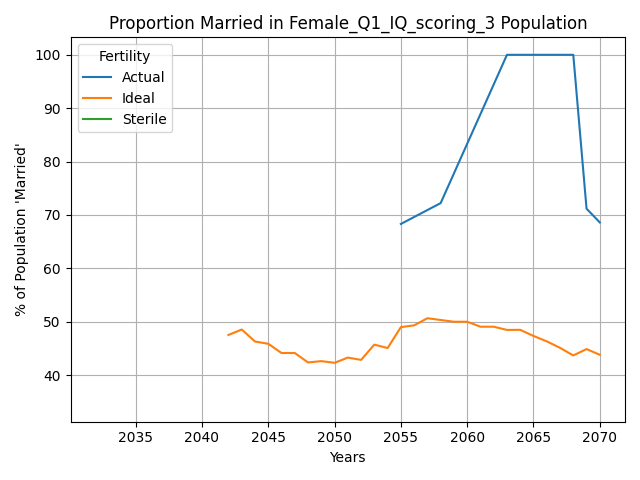 Proportion Married in Female_Q1_IQ_scoring_3 Population
Fertility
Actual
Ideal
Sterile
% of Population 'Married'
100
90
80
70
60
50
40
2035 2040 2045 2050 2055 2060 2065 2070
Years